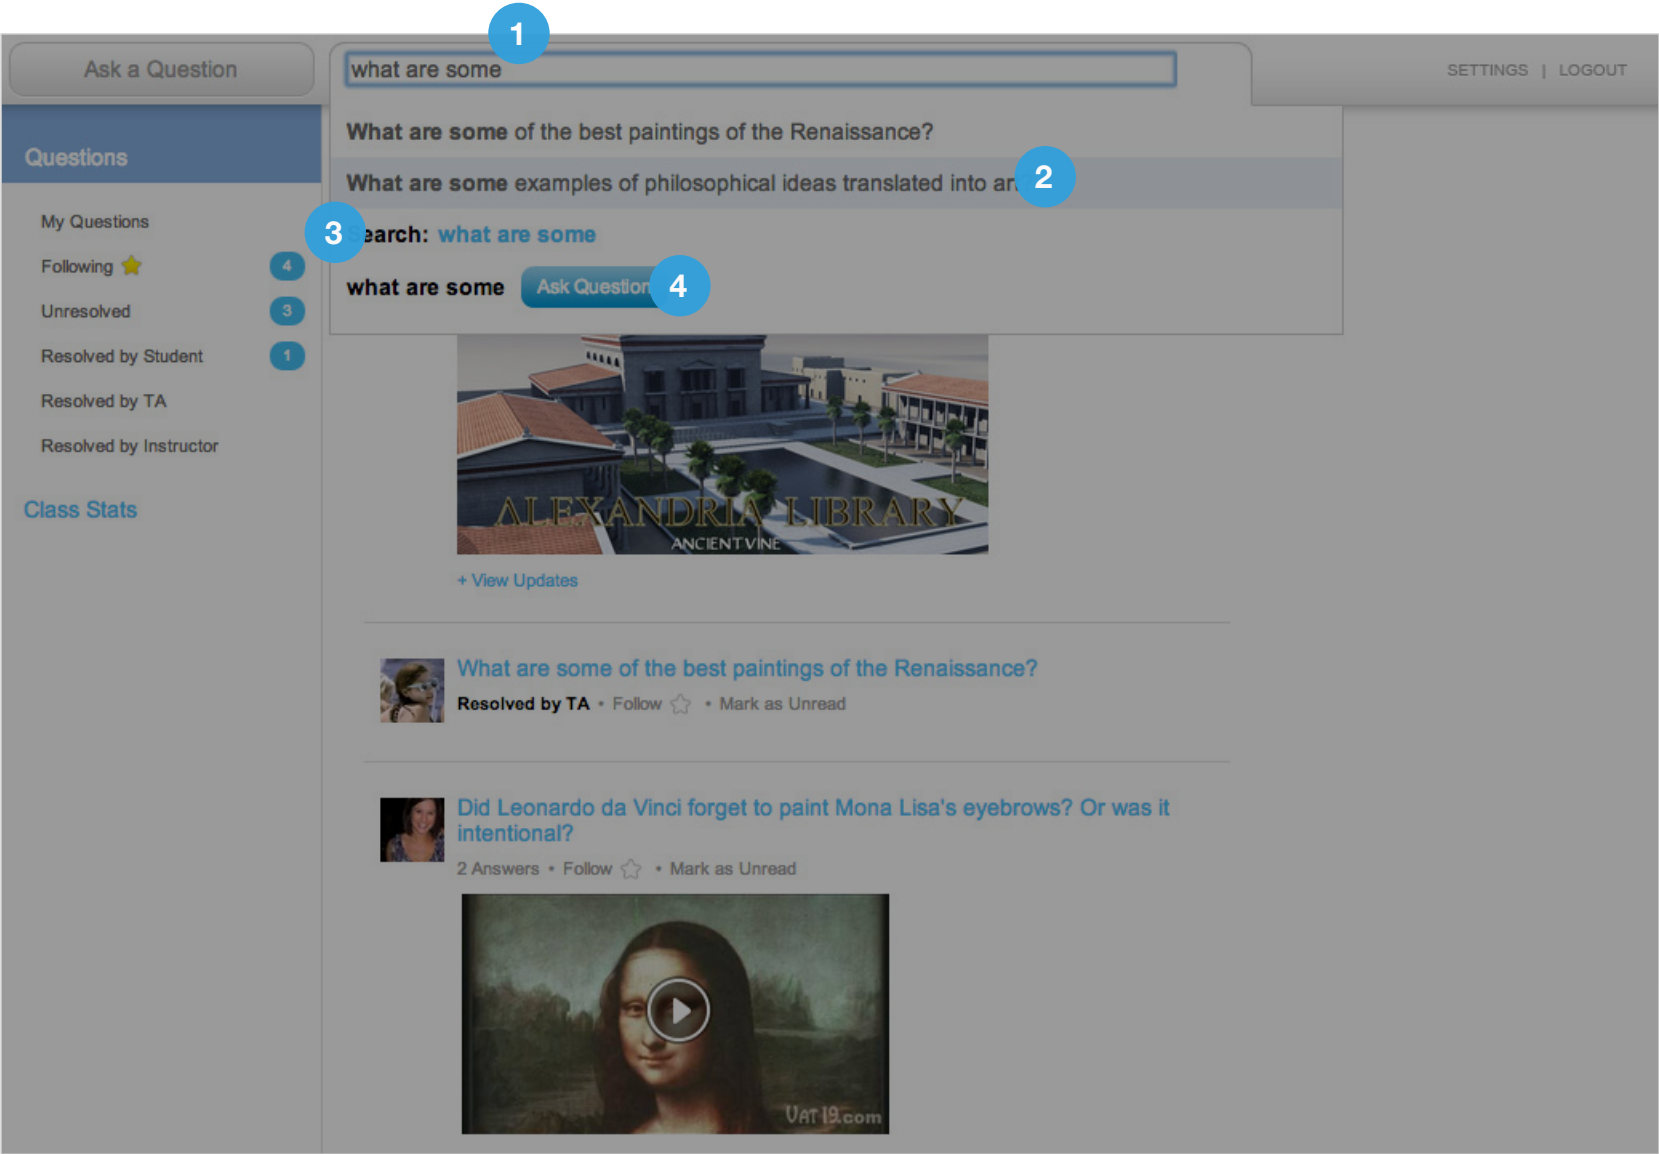 1
Ask a Question
what are some
SETTINGS | LOGOUT
What are some of the best paintings of the Renaissance?
Questions
What are some examples of philosophical ideas translated into art?
2
My Questions
3
Search: what are some
Following
4
what are some
Ask Question
4
Unresolved
3
Resolved by Student
1
Resolved by TA
Resolved by Instructor
Class Stats
ALEXANDRIA LIBRARY
ANCIENTVINE
+ View Updates
What are some of the best paintings of the Renaissance?
Resolved by TA • Follow • Mark as Unread
Did Leonardo da Vinci forget to paint Mona Lisa's eyebrows? Or was it
intentional?
2 Answers • Follow • Mark as Unread
VAT19.com